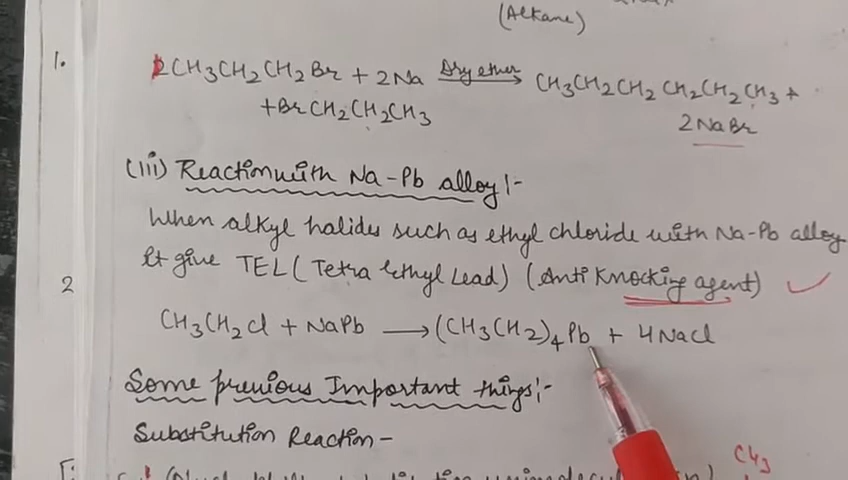 (Alkane)
1.
2CH3CH2CH2Br + 2Na Dry ether → CH3CH2CH2 CH2CH2CH3 +
+BrCH2CH2CH3
2NaBr
(iii) Reaction with Na-Pb alloy :-
When alkyl halides such as ethyl chloride with Na-Pb alloy
It give TEL (Tetra Ethyl Lead) (Anti Knocking agent) ✓
2
CH3CH2Cl + NaPb → (CH3CH2)4Pb + 4NaCl
Some previous Important things :-
Substitution Reaction -
CH3